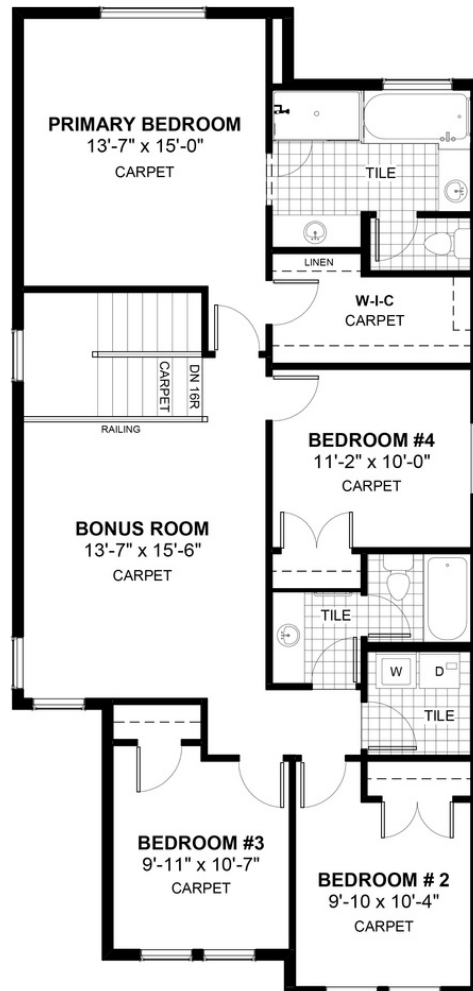 PRIMARY BEDROOM
13'-7" x 15'-0"
CARPET
TILE
LINEN
W-I-C
CARPET
DN 16R
CARPET
RAILING
BEDROOM #4
11'-2" x 10'-0"
CARPET
BONUS ROOM
13'-7" x 15'-6"
CARPET
TILE
W
D
TILE
BEDROOM #3
9'-11" x 10'-7"
CARPET
BEDROOM # 2
9'-10 x 10'-4"
CARPET